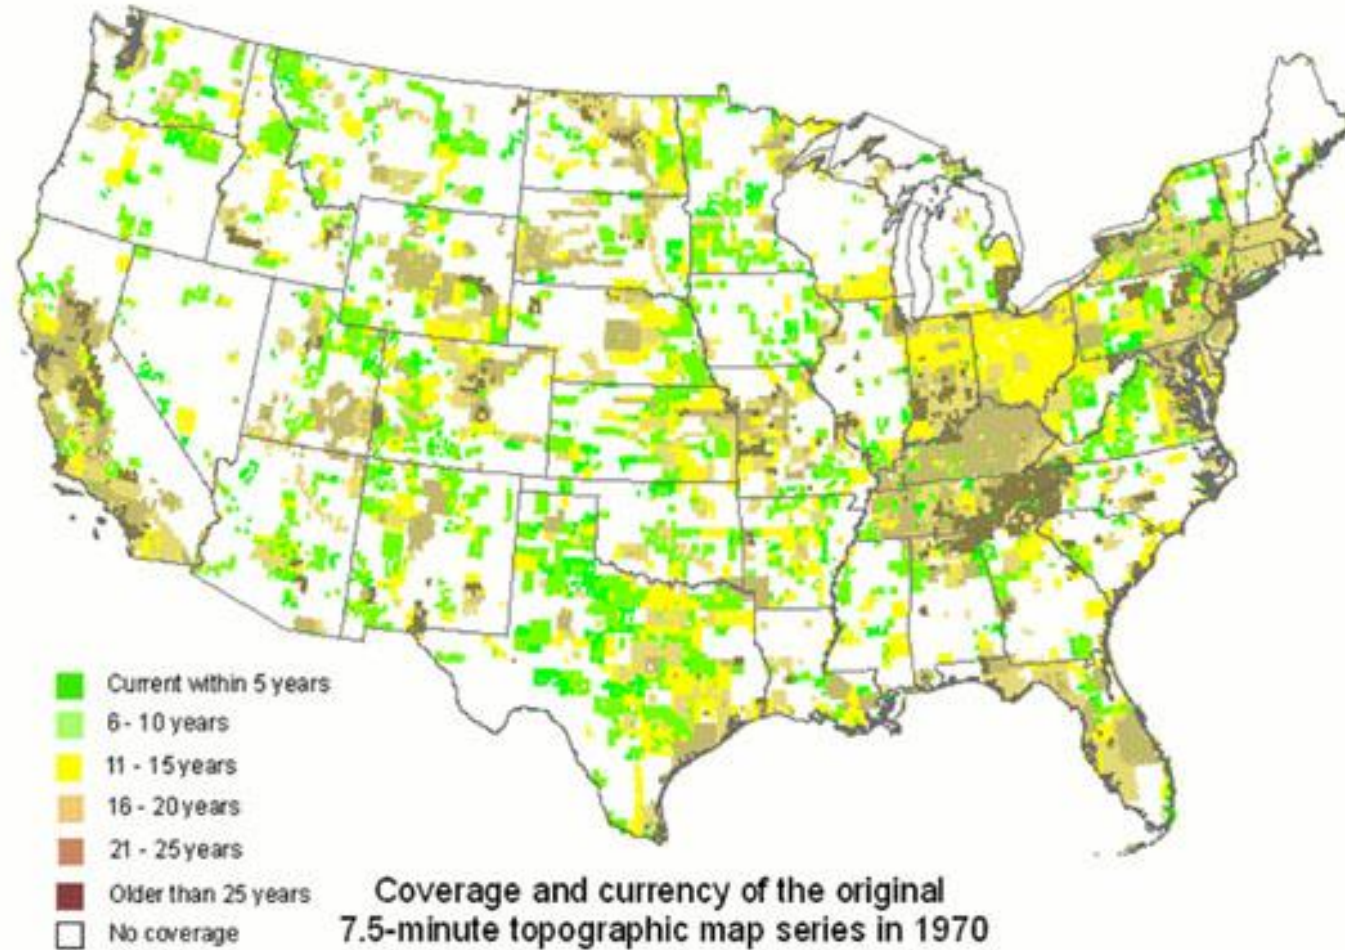 Current within 5 years
6 - 10 years
11 - 15 years
16 - 20 years
21 - 25 years
Older than 25 years
No coverage
Coverage and currency of the original
7.5-minute topographic map series in 1970